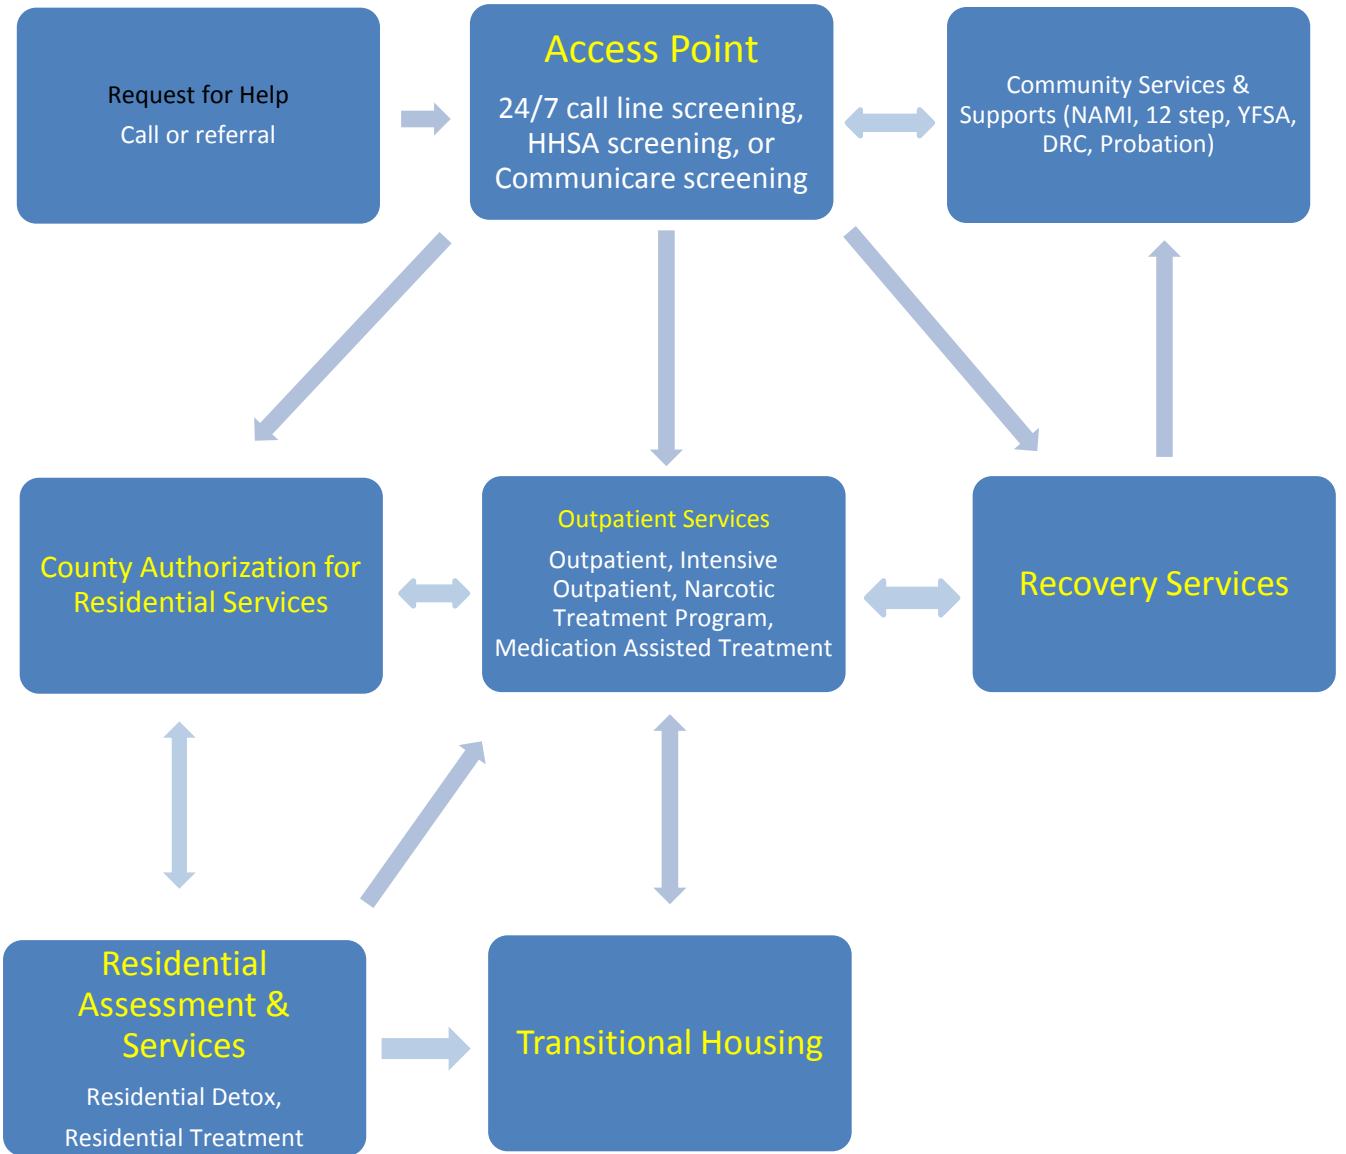 Request for Help
Call or referral
Access Point
24/7 call line screening,
HHSA screening, or
Communicare screening
Community Services &
Supports (NAMI, 12 step, YFSA,
DRC, Probation)
County Authorization for
Residential Services
Outpatient Services
Outpatient, Intensive
Outpatient, Narcotic
Treatment Program,
Medication Assisted Treatment
Recovery Services
Residential
Assessment &
Services
Residential Detox,
Residential Treatment
Transitional Housing